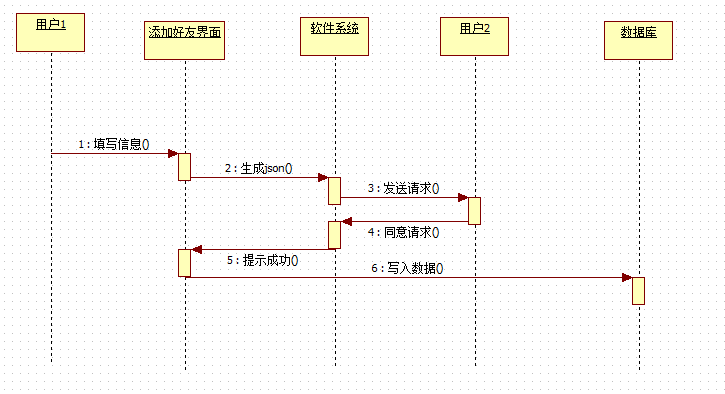 用户1
添加好友界面
软件系统
用户2
数据库
1 : 填写信息()
2 : 生成json()
3 : 发送请求()
4 : 同意请求()
5 : 提示成功()
6 : 写入数据()